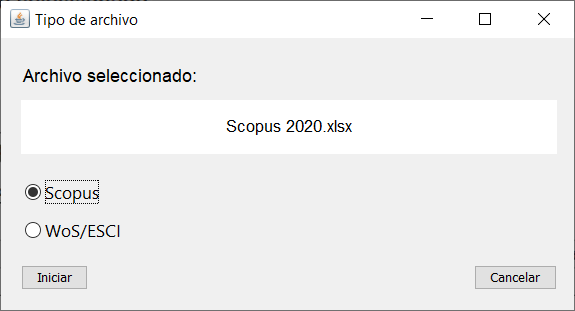 Tipo de archivo
Archivo seleccionado:
Scopus 2020.xlsx
Scopus
WoS/ESCI
Iniciar
Cancelar